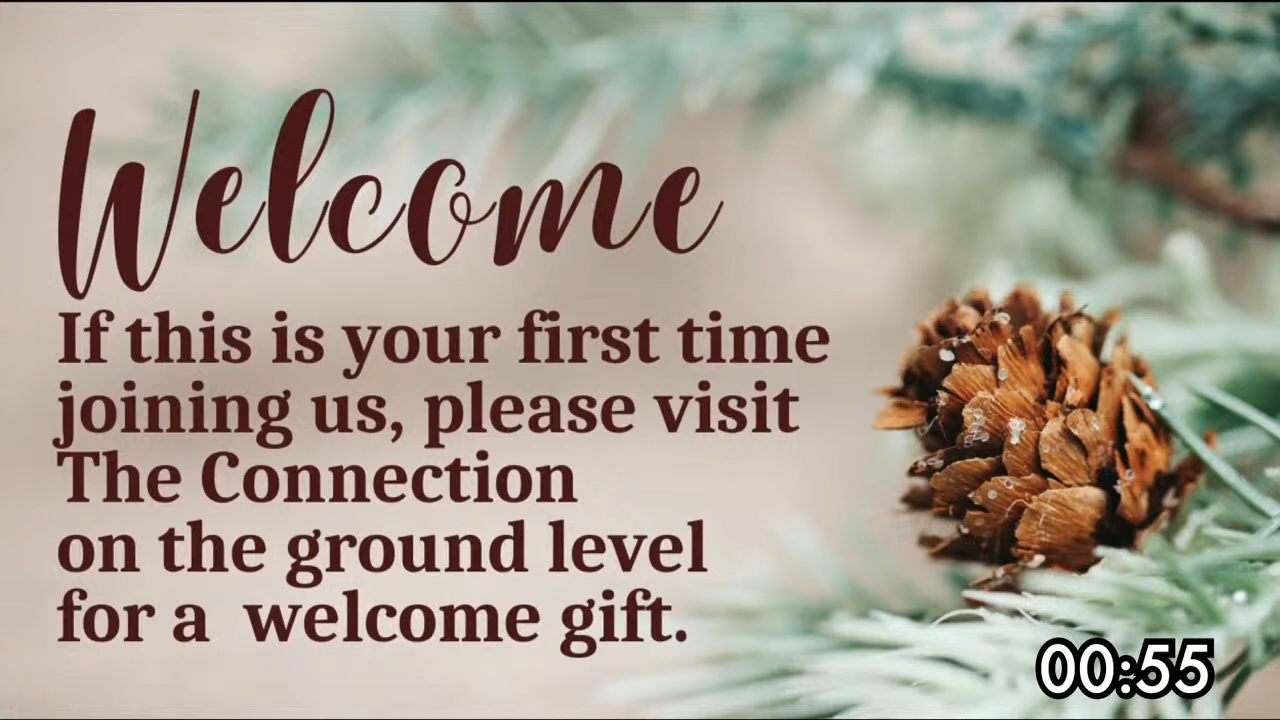 Welcome
If this is your first time
joining us, please visit
The Connection
on the ground level
for a  welcome gift.
00:55